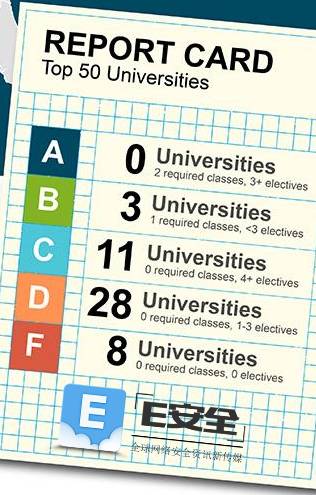 REPORT CARD
Top 50 Universities
A
0 Universities
2 required classes, 3+ electives
B
3 Universities
1 required classes, <3 electives
C
11 Universities
0 required classes, 4+ electives
D
28 Universities
0 required classes, 1-3 electives
F
8 Universities
0 required classes, 0 electives
E
E安全
全球网络安全资讯新传媒